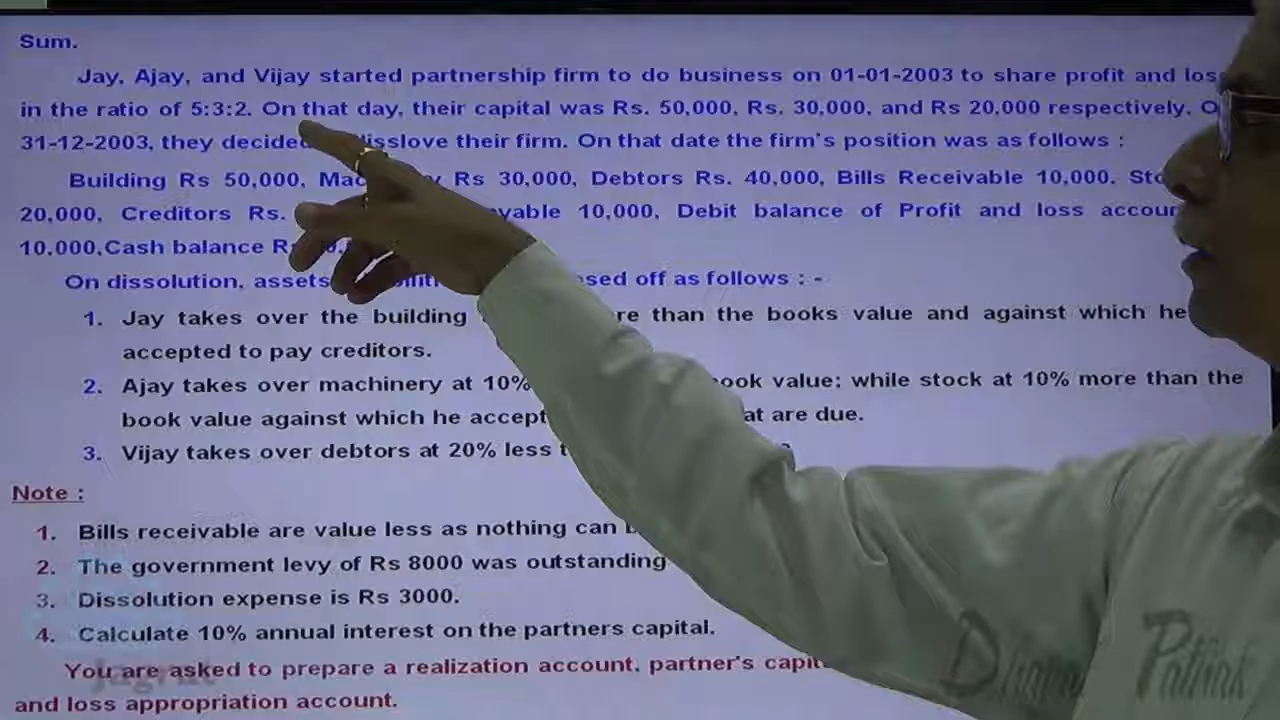 Sum.
Jay, Ajay, and Vijay started partnership firm to do business on 01-01-2003 to share profit and los
in the ratio of 5:3:2. On that day, their capital was Rs. 50,000, Rs. 30,000, and Rs 20,000 respectively. O
31-12-2003, they decided disslove their firm. On that date the firm's position was as follows :
Building Rs 50,000, Mac Rs 30,000, Debtors Rs. 40,000, Bills Receivable 10,000. Sto
20,000, Creditors Rs. yable 10,000, Debit balance of Profit and loss accoun
10,000,Cash balance R
On dissolution, assets sed off as follows : -
1. Jay takes over the building re than the books value and against which he
accepted to pay creditors.
2. Ajay takes over machinery at 10% ook value; while stock at 10% more than the
book value against which he accept at are due.
3. Vijay takes over debtors at 20% less t
Note :
1. Bills receivable are value less as nothing can
2. The government levy of Rs 8000 was outstanding
3. Dissolution expense is Rs 3000.
4. Calculate 10% annual interest on the partners capital.
You are asked to prepare a realization account, partner's capit
and loss appropriation account.